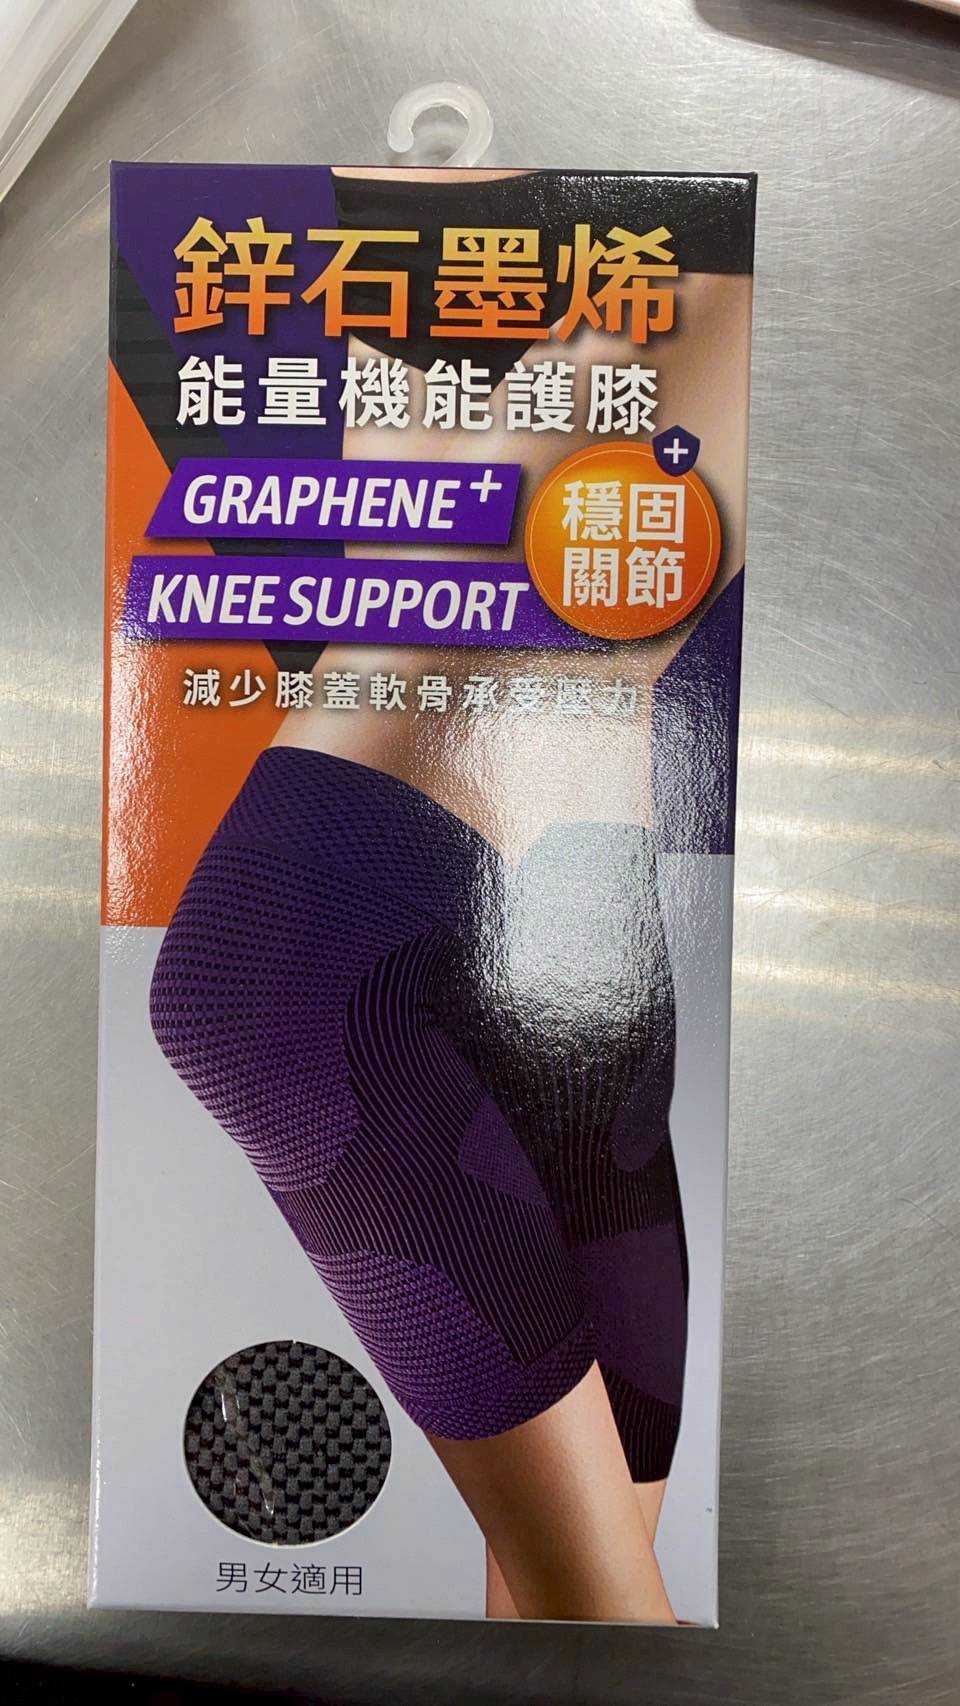 鋅石墨烯
能量機能護膝
GRAPHENE+
KNEE SUPPORT
+
穩固
關節
減少膝蓋軟骨承受壓力
男女適用